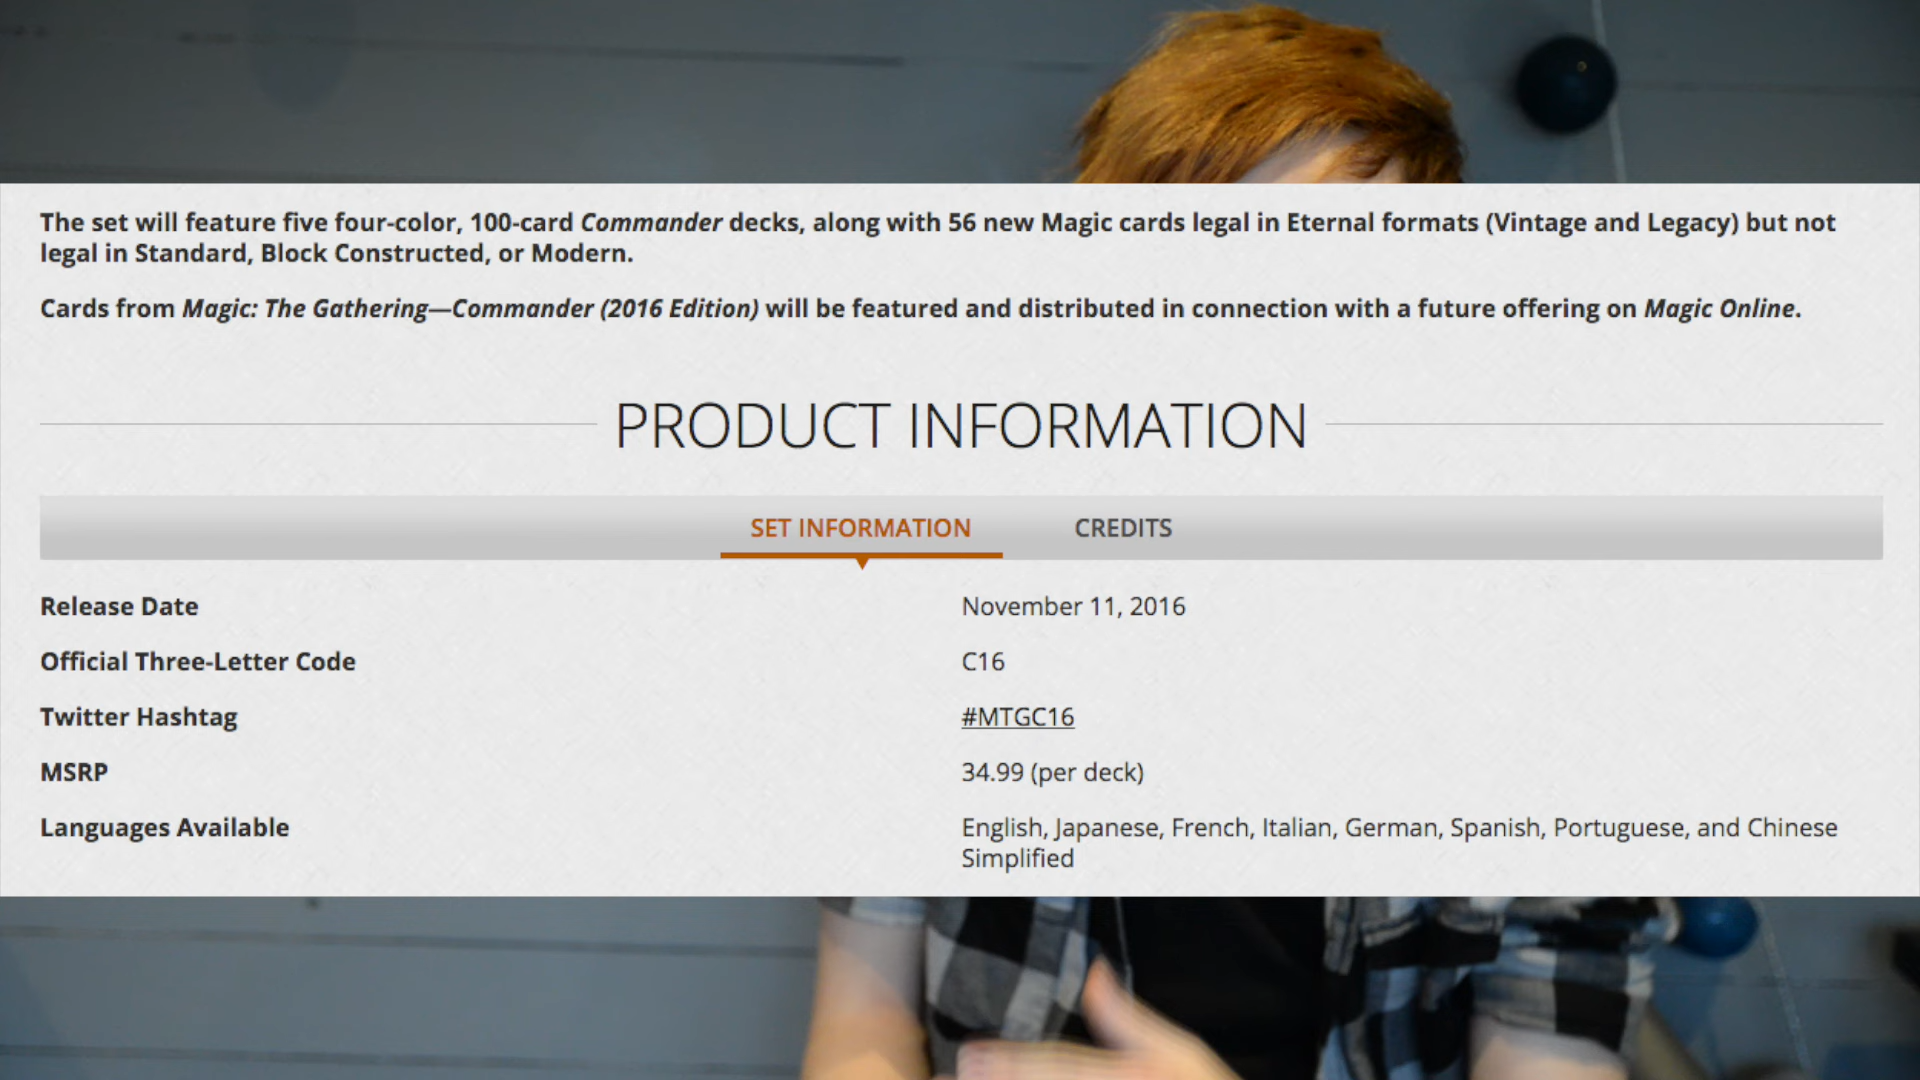 The set will feature five four-color, 100-card Commander decks, along with 56 new Magic cards legal in Eternal formats (Vintage and Legacy) but not
legal in Standard, Block Constructed, or Modern.
Cards from Magic: The Gathering—Commander (2016 Edition) will be featured and distributed in connection with a future offering on Magic Online.
PRODUCT INFORMATION
SET INFORMATION CREDITS
Release Date November 11, 2016
Official Three-Letter Code C16
Twitter Hashtag #MTGC16
MSRP 34.99 (per deck)
Languages Available English, Japanese, French, Italian, German, Spanish, Portuguese, and Chinese
Simplified